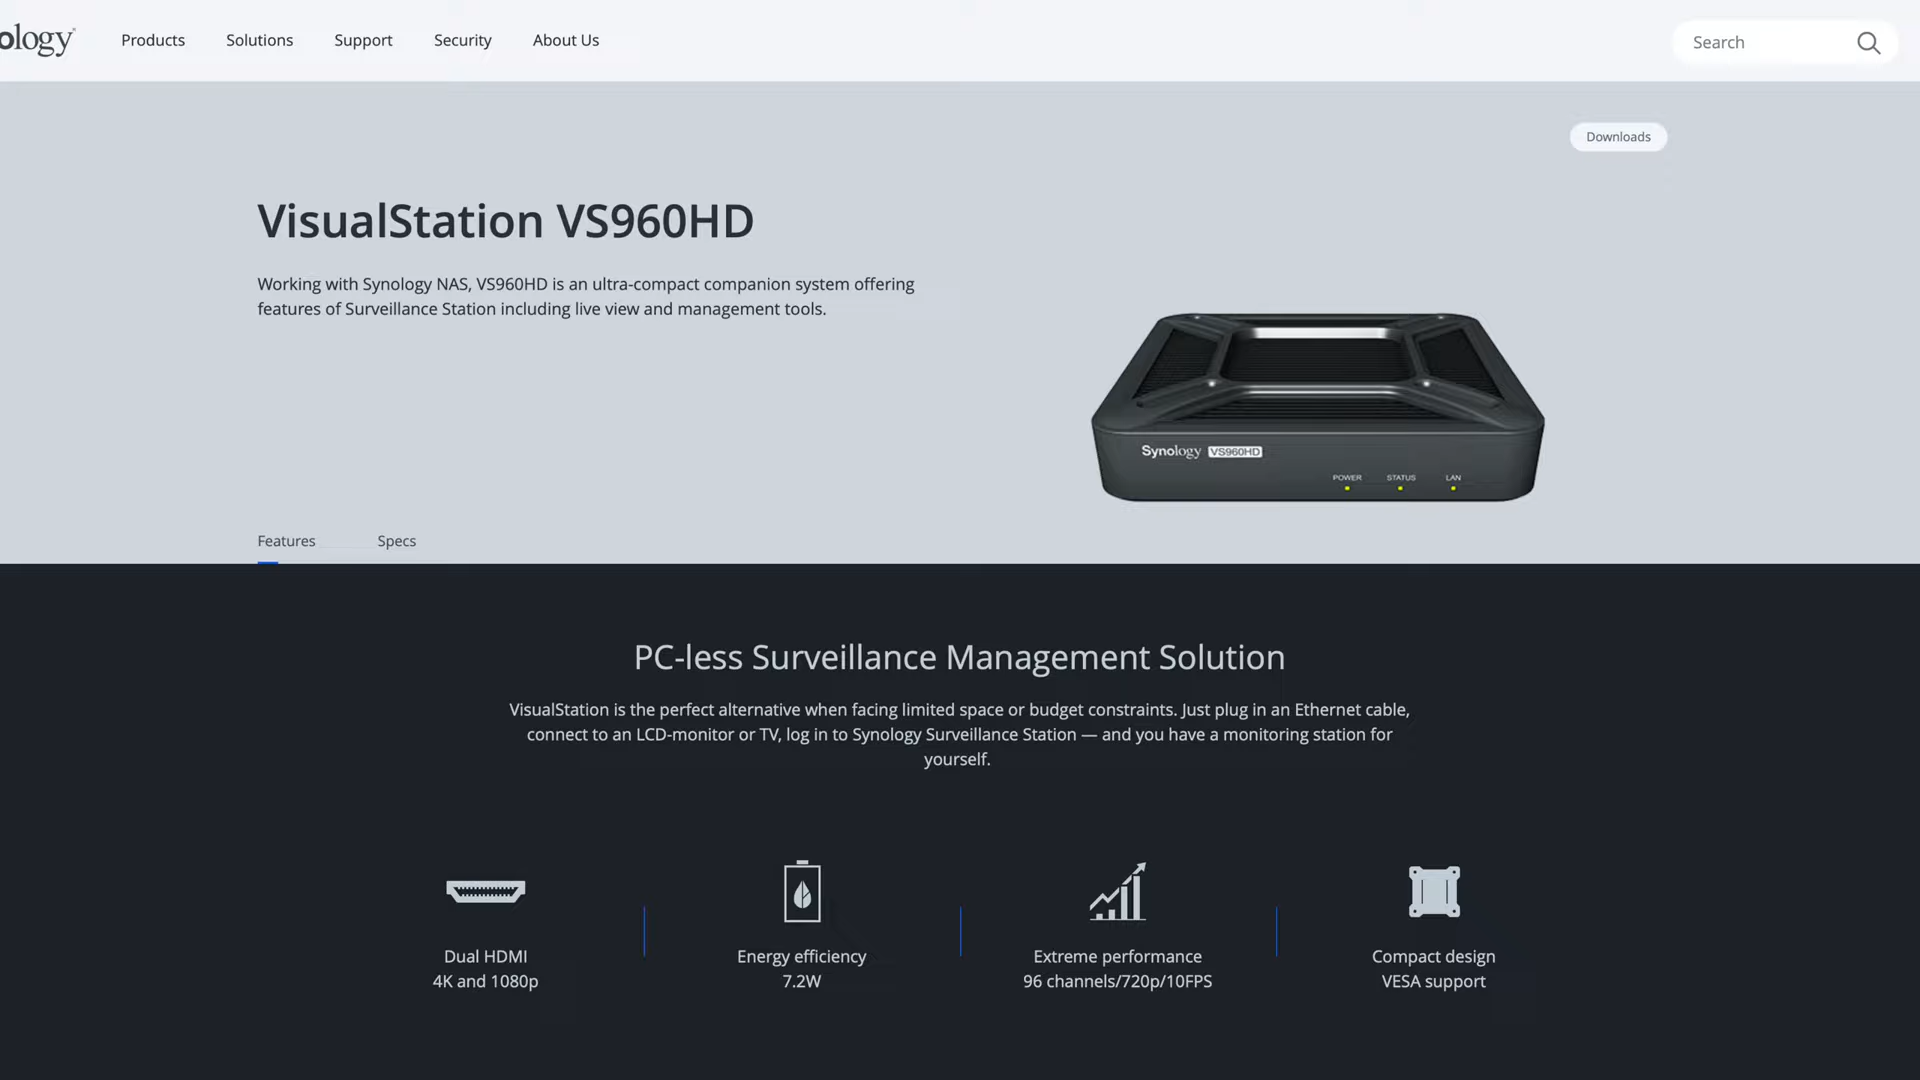 ology
Products Solutions Support Security About Us
Search
Downloads
VisualStation VS960HD
Working with Synology NAS, VS960HD is an ultra-compact companion system offering
features of Surveillance Station including live view and management tools.
Synology VS960HD
POWER STATUS LAN
Features Specs
PC-less Surveillance Management Solution
VisualStation is the perfect alternative when facing limited space or budget constraints. Just plug in an Ethernet cable,
connect to an LCD-monitor or TV, log in to Synology Surveillance Station — and you have a monitoring station for
yourself.
Dual HDMI
4K and 1080p
Energy efficiency
7.2W
Extreme performance
96 channels/720p/10FPS
Compact design
VESA support